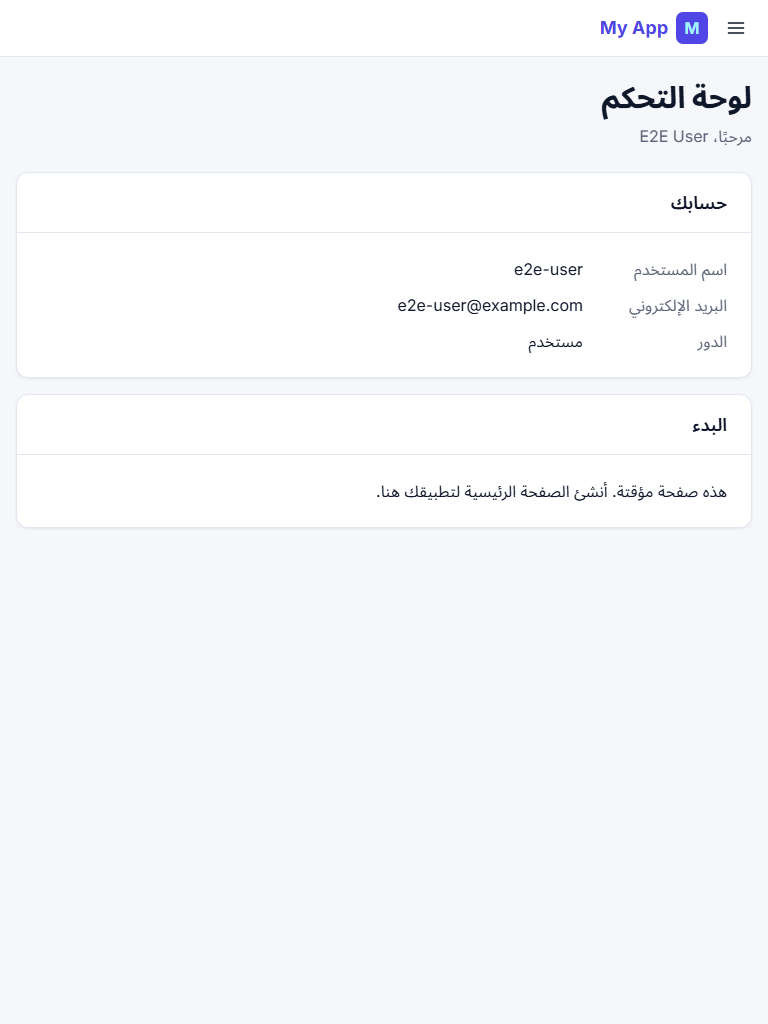 M My App
لوحة التحكم
مرحبًا، E2E User
حسابك
اسم المستخدم e2e-user
البريد الإلكتروني e2e-user@example.com
الدور مستخدم
البدء
هذه صفحة مؤقتة. أنشئ الصفحة الرئيسية لتطبيقك هنا.